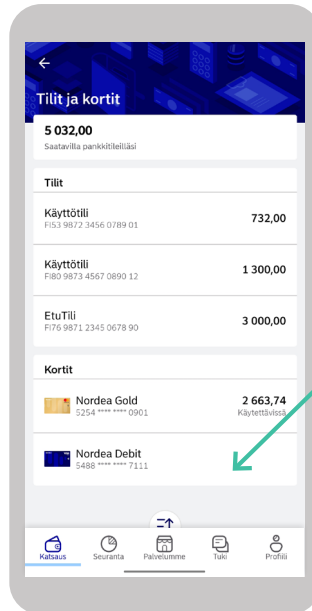 Tilit ja kortit
5 032,00
Saatavilla pankkitileilläsi
Tilit
Käyttötili
732,00
FI53 9872 3456 0789 01
Käyttötili
1 300,00
FI80 9873 4567 0890 12
EtuTili
3 000,00
FI76 9871 2345 0678 90
Kortit
Nordea Gold
2 663,74
5254 **** **** 0901
Käytettävissä
Nordea Debit
5488 **** **** 7111
Katsaus Seuranta Palvelumme Tuki Profiili